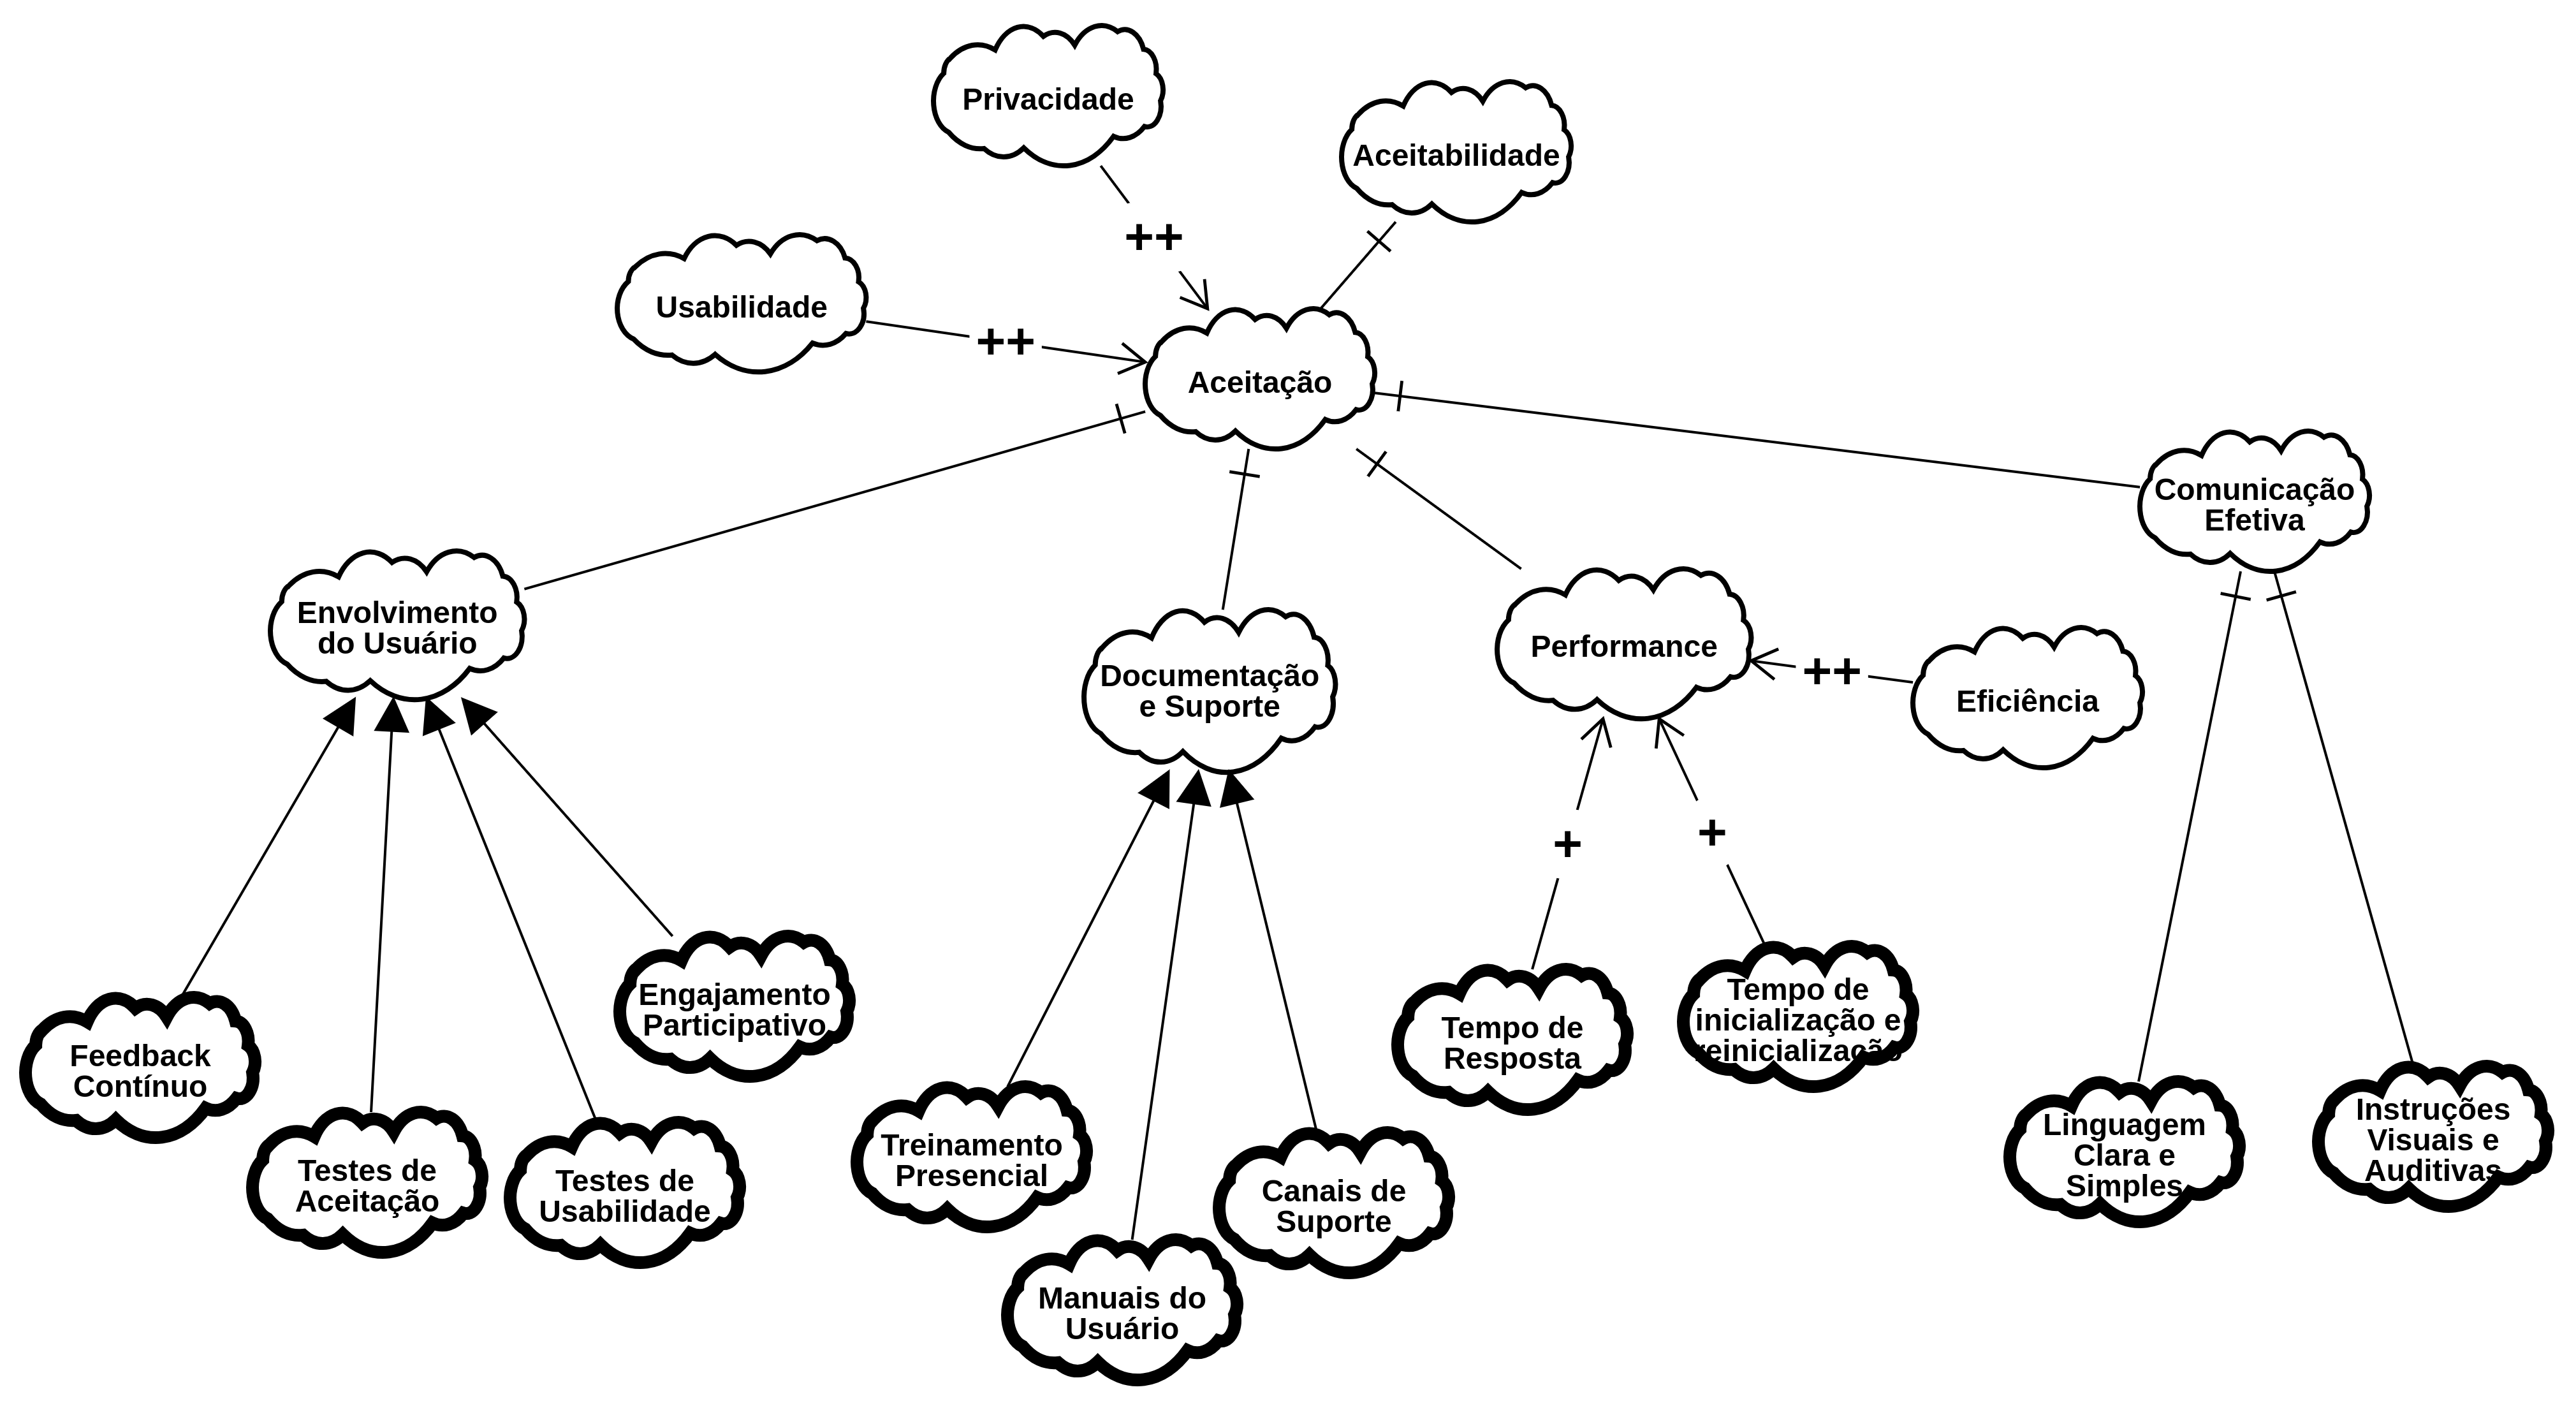 Privacidade
Aceitabilidade
++
Usabilidade
++
Aceitação
Comunicação
Efetiva
Envolvimento
do Usuário
Documentação
e Suporte
Performance
++
Eficiência
+
+
Engajamento
Participativo
Feedback
Contínuo
Testes de
Aceitação
Testes de
Usabilidade
Treinamento
Presencial
Manuais do
Usuário
Canais de
Suporte
Tempo de
Resposta
Tempo de
inicialização e
reinicialização
Linguagem
Clara e
Simples
Instruções
Visuais e
Auditivas